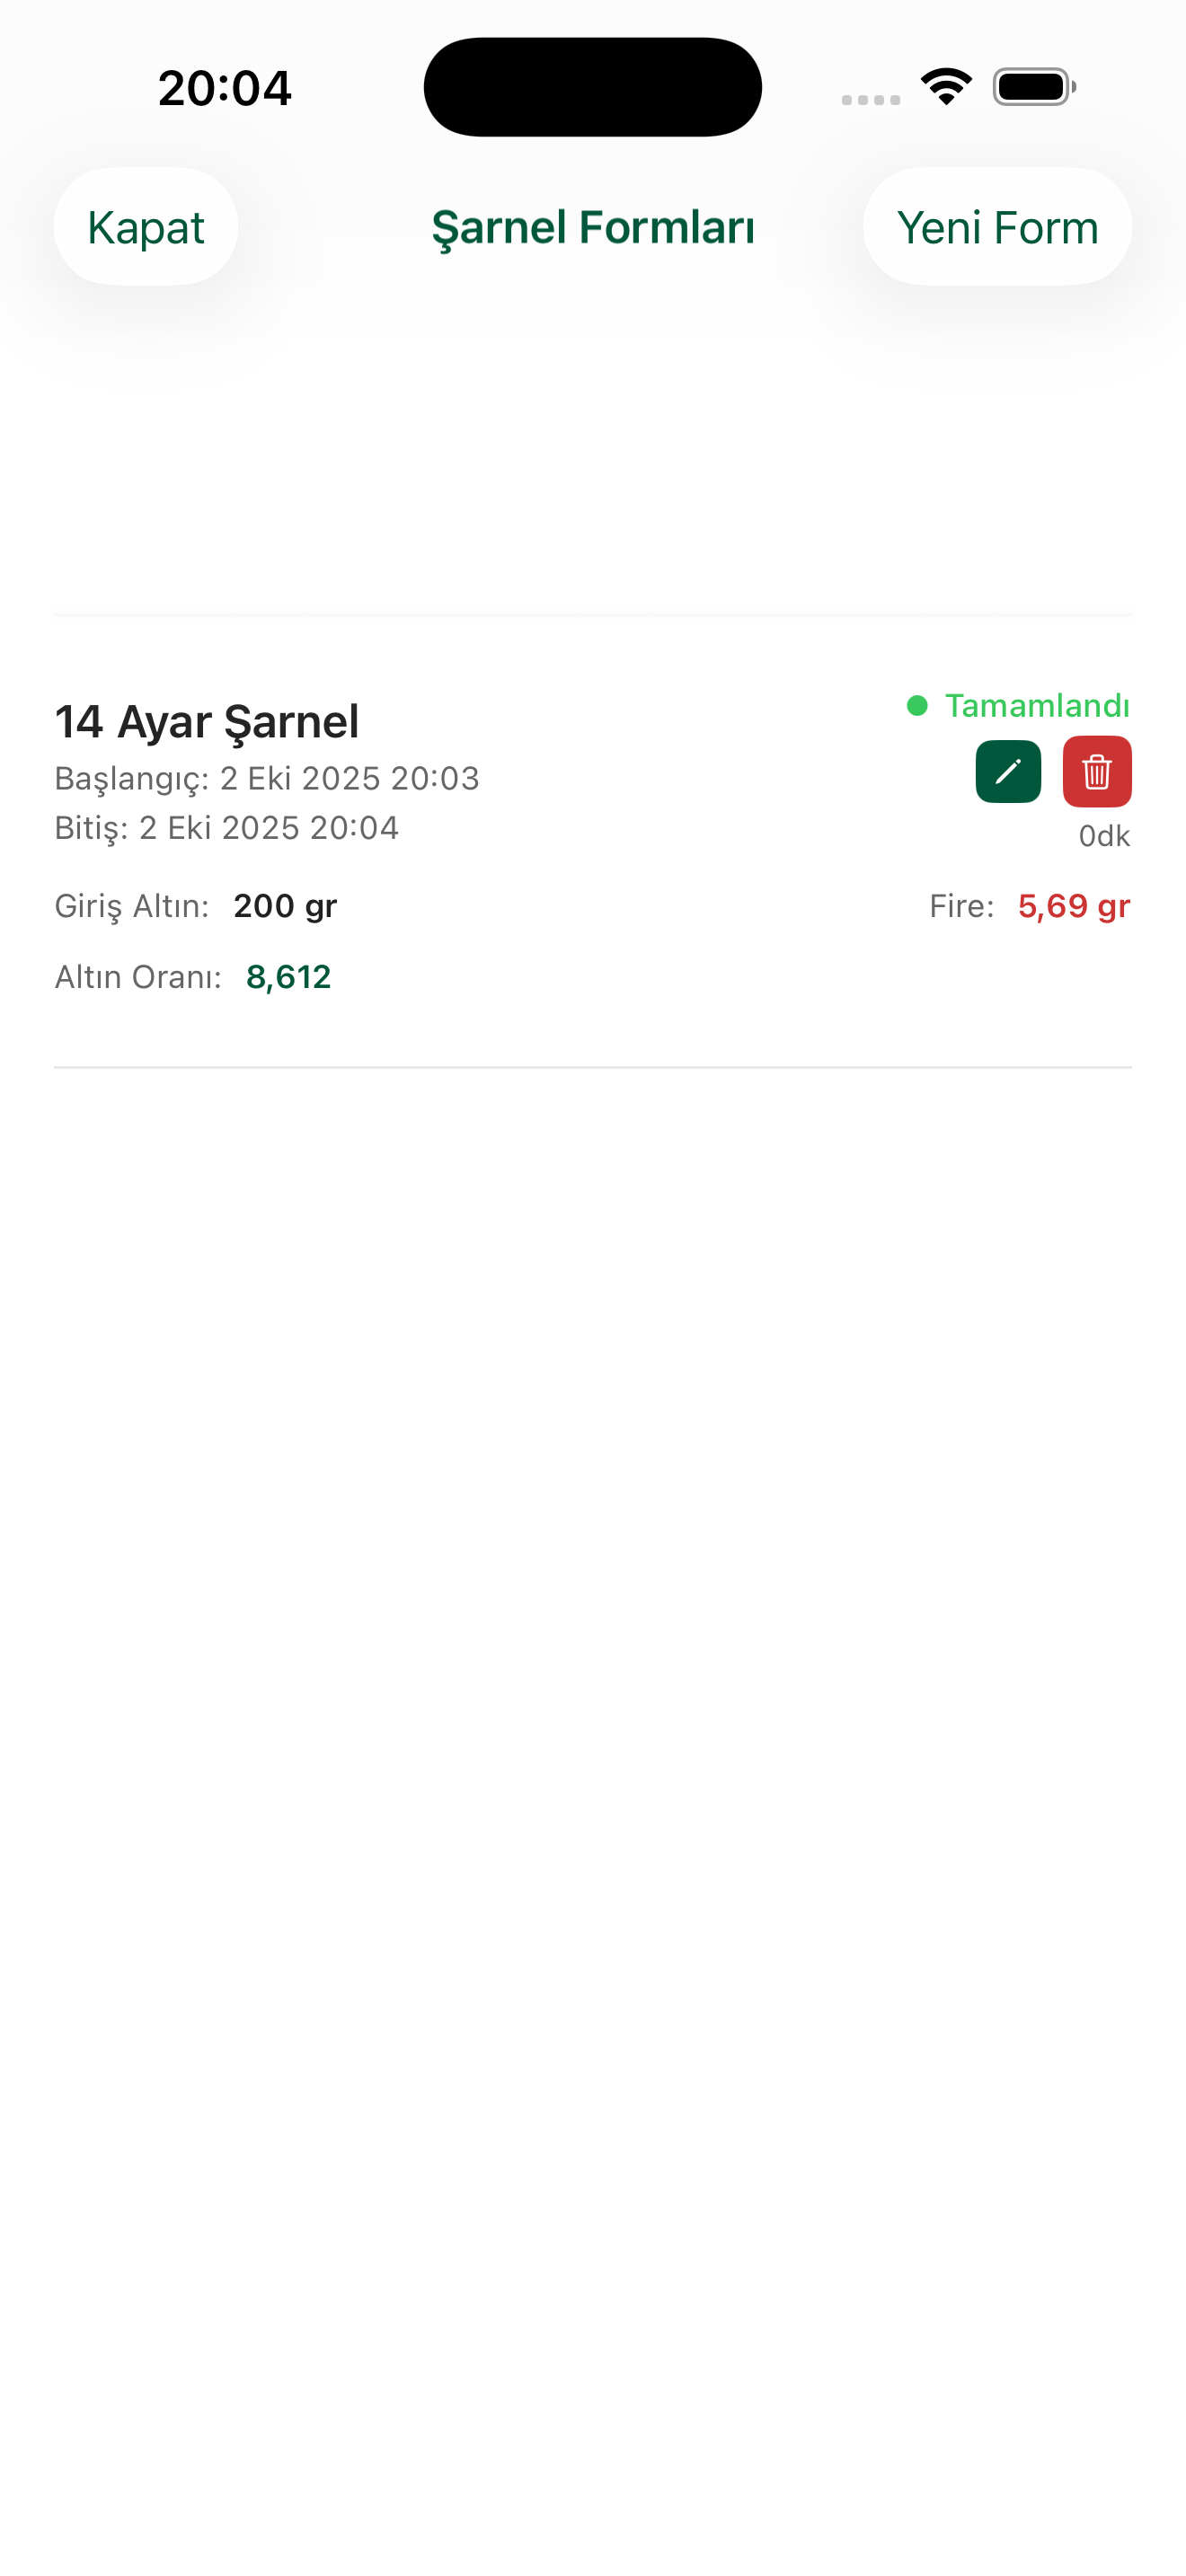 20:04
Kapat
Şarnel Formları
Yeni Form
14 Ayar Şarnel
Tamamlandı
Başlangıç: 2 Eki 2025 20:03
Bitiş: 2 Eki 2025 20:04
0dk
Giriş Altın: 200 gr
Fire: 5,69 gr
Altın Oranı: 8,612